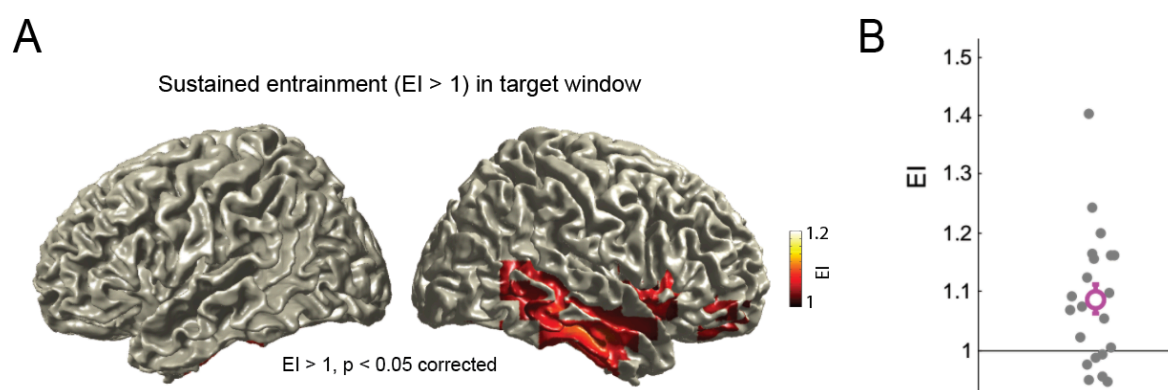 A
Sustained entrainment (EI > 1) in target window
1.2
EI
1
EI > 1, p < 0.05 corrected
B
EI
1.5
1.4
1.3
1.2
1.1
1